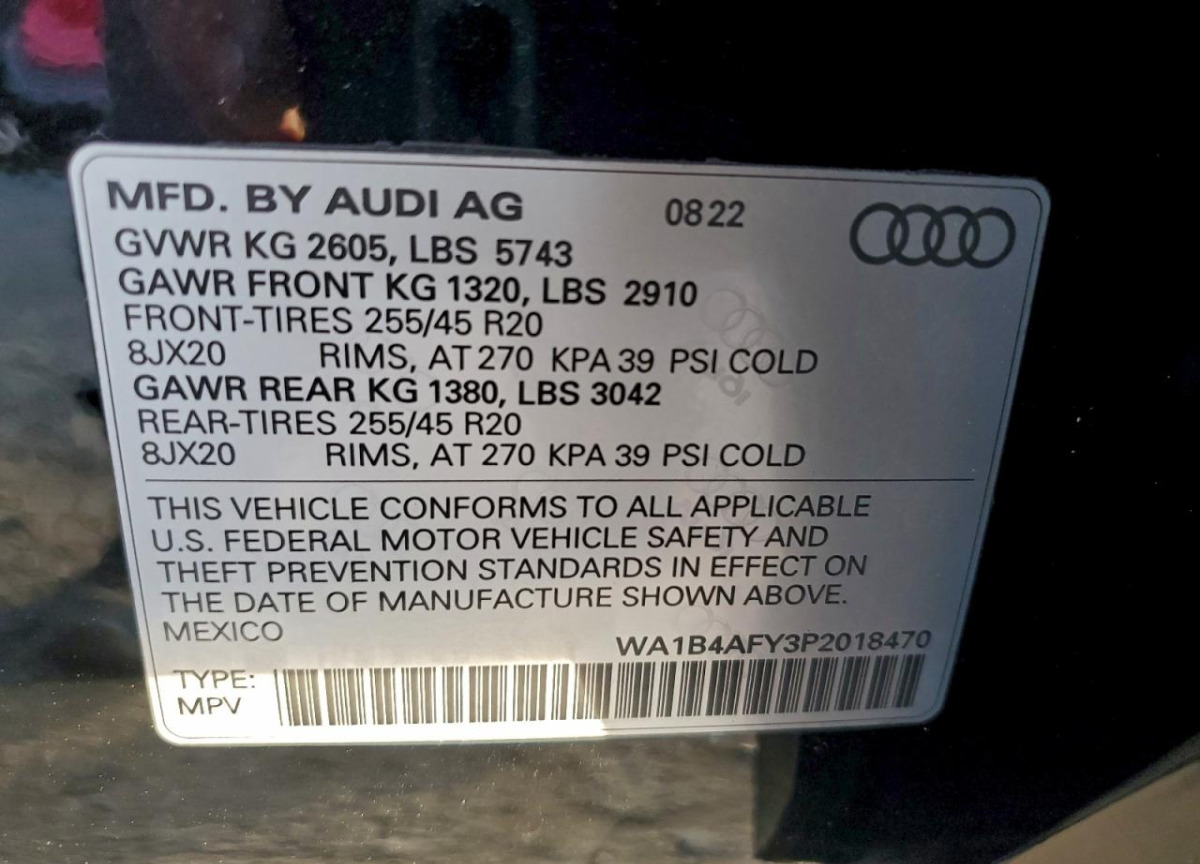 MFD. BY AUDI AG 0822
GVWR KG 2605, LBS 5743
GAWR FRONT KG 1320, LBS 2910
FRONT-TIRES 255/45 R20
8JX20 RIMS, AT 270 KPA 39 PSI COLD
GAWR REAR KG 1380, LBS 3042
REAR-TIRES 255/45 R20
8JX20 RIMS, AT 270 KPA 39 PSI COLD
THIS VEHICLE CONFORMS TO ALL APPLICABLE
U.S. FEDERAL MOTOR VEHICLE SAFETY AND
THEFT PREVENTION STANDARDS IN EFFECT ON
THE DATE OF MANUFACTURE SHOWN ABOVE.
MEXICO
WA1B4AFY3P2018470
TYPE:
MPV